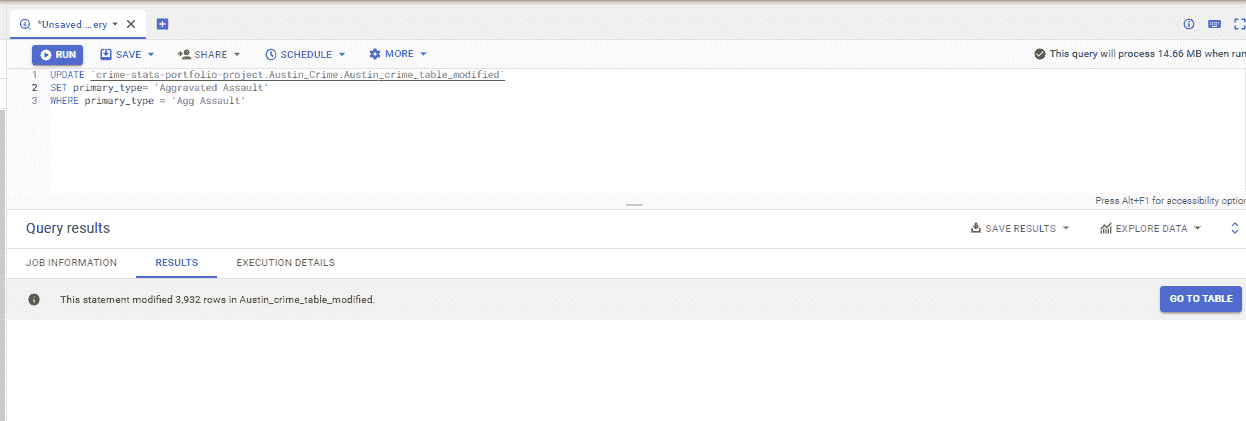 *Unsaved ...ery
RUN SAVE SHARE SCHEDULE MORE This query will process 14.66 MB when run
1 UPDATE `crime-stats-portfolio-project.Austin_Crime.Austin_crime_table_modified`
2 SET primary_type= 'Aggravated Assault'
3 WHERE primary_type = 'Agg Assault'
Press Alt+F1 for accessibility option
Query results SAVE RESULTS EXPLORE DATA
JOB INFORMATION RESULTS EXECUTION DETAILS
This statement modified 3,932 rows in Austin_crime_table_modified. GO TO TABLE